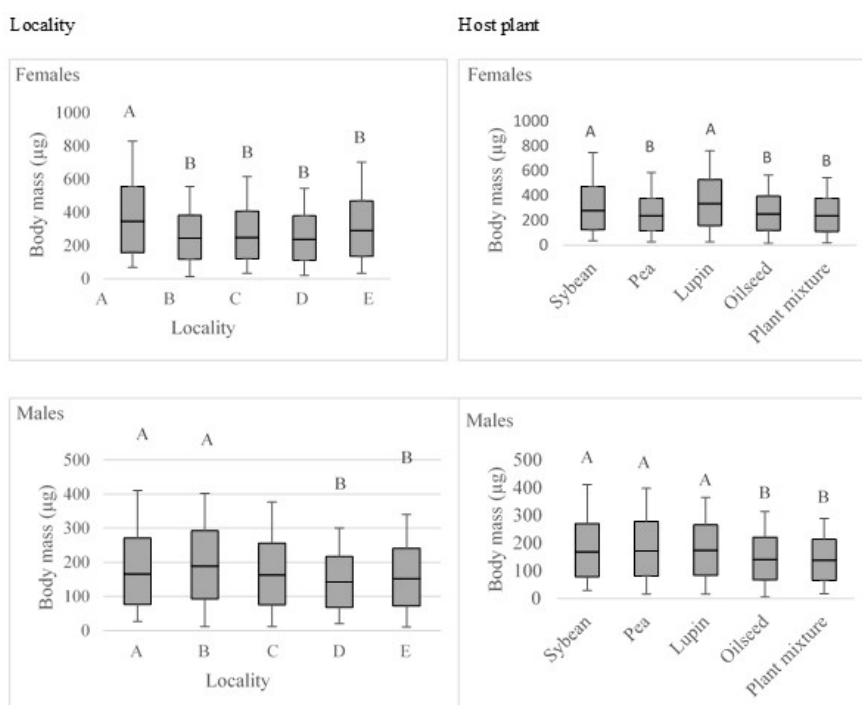 Locality
Host plant
Females
A
B
B
B
B
1000
800
600
400
200
0
Body mass (µg)
A B C D E
Locality
Females
A
B
A
B
B
1000
800
600
400
200
0
Body mass (µg)
Sybean
Pea
Lupin
Oilseed
Plant mixture
Males
A
A
B
B
500
400
300
200
100
0
Body mass (µg)
A B C D E
Locality
Males
A
A
A
B
B
500
400
300
200
100
0
Body mass (µg)
Sybean
Pea
Lupin
Oilseed
Plant mixture